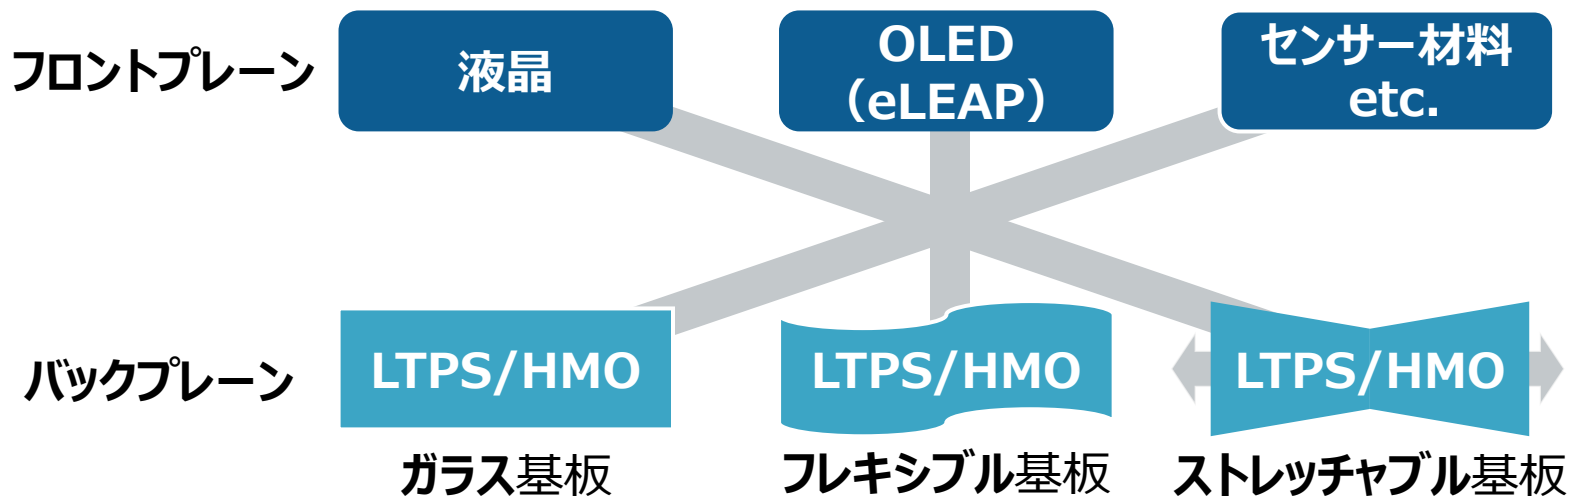 フロントプレーン
液晶
OLED
（eLEAP）
センサー材料
etc.
バックプレーン
LTPS/HMO
LTPS/HMO
LTPS/HMO
ガラス基板
フレキシブル基板
ストレッチャブル基板